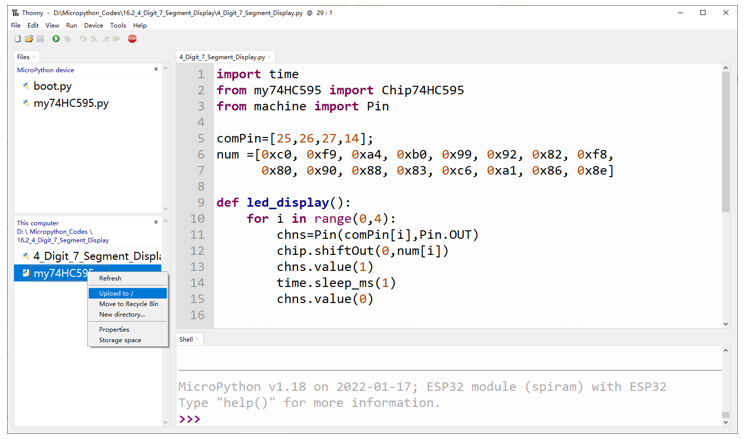 Thonny - D:\Micropython_Codes\16.2_4_Digit_7_Segment_Display\4_Digit_7_Segment_Display.py @ 29 : 1
File Edit View Run Device Tools Help
Files
MicroPython device
boot.py
my74HC595.py
This computer
D: \ Micropython_Codes \
16.2_4_Digit_7_Segment_Display
4_Digit_7_Segment_Displa
my74HC595
Refresh
Upload to /
Move to Recycle Bin
New directory...
Properties
Storage space
4_Digit_7_Segment_Display.py
1 import time
2 from my74HC595 import Chip74HC595
3 from machine import Pin
4
5 comPin=[25,26,27,14];
6 num =[0xc0, 0xf9, 0xa4, 0xb0, 0x99, 0x92, 0x82, 0xf8,
7 0x80, 0x90, 0x88, 0x83, 0xc6, 0xa1, 0x86, 0x8e]
8
9 def led_display():
10 for i in range(0,4):
11 chns=Pin(comPin[i],Pin.OUT)
12 chip.shiftOut(0,num[i])
13 chns.value(1)
14 time.sleep_ms(1)
15 chns.value(0)
16
Shell
MicroPython v1.18 on 2022-01-17; ESP32 module (spiram) with ESP32
Type "help()" for more information.
>>>